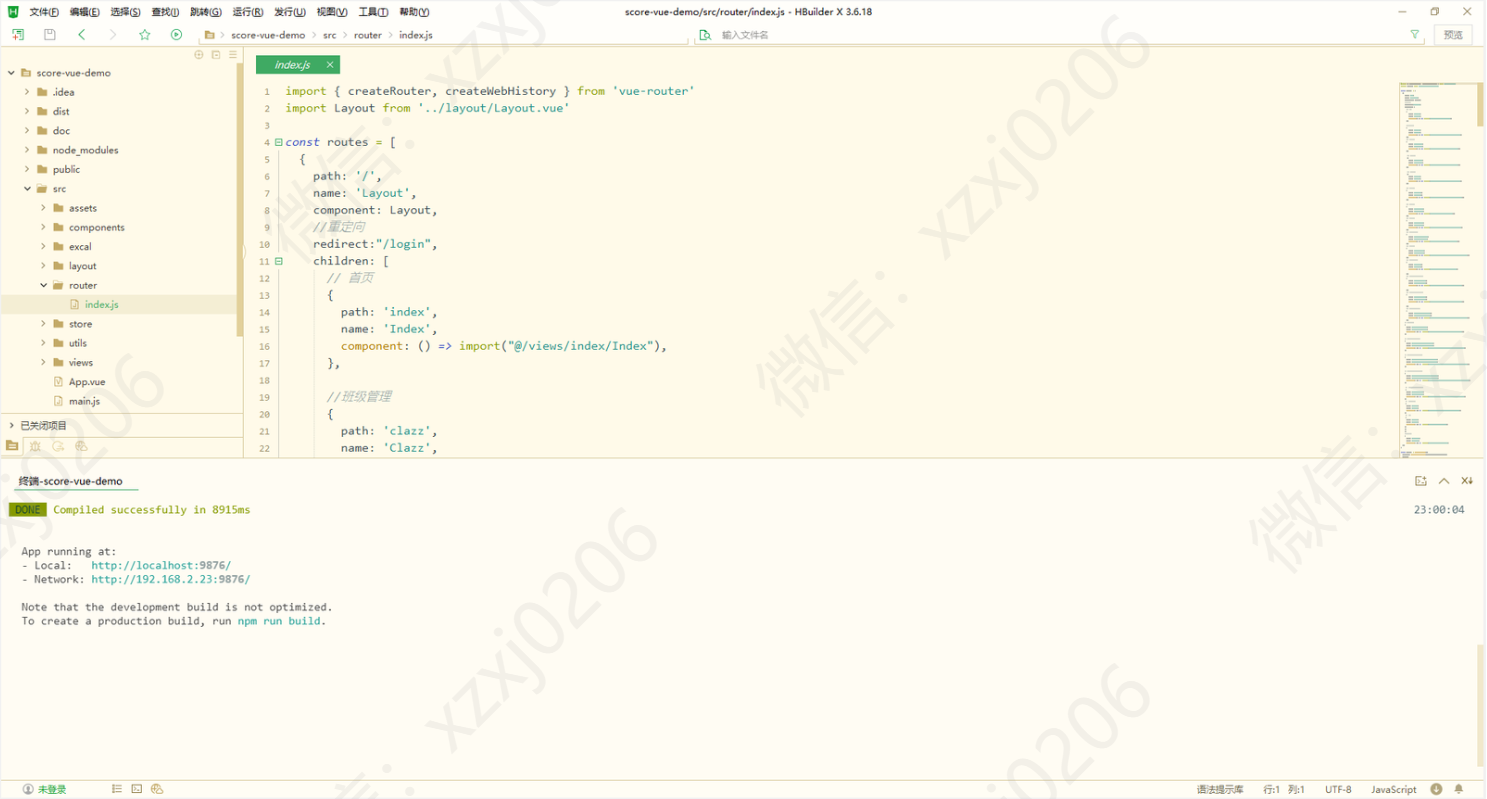 文件(F) 编辑(E) 选择(S) 查找(I) 跳转(G) 运行(R) 发行(U) 视图(V) 工具(T) 帮助(Y)
score-vue-demo/src/router/index.js - HBuilder X 3.6.18
score-vue-demo > src > router > index.js
输入文件名
预览
score-vue-demo
.idea
dist
doc
node_modules
public
src
assets
components
excal
layout
router
index.js
store
utils
views
App.vue
main.js
已关闭项目
index.js
1 import { createRouter, createWebHistory } from 'vue-router'
2 import Layout from '../layout/Layout.vue'
3
4 const routes = [
5 {
6 path: '/',
7 name: 'Layout',
8 component: Layout,
9 //重定向
10 redirect:"/login",
11 children: [
12 // 首页
13 {
14 path: 'index',
15 name: 'Index',
16 component: () => import("@/views/index/Index"),
17 },
18
19 //班级管理
20 {
21 path: 'clazz',
22 name: 'Clazz',
终端-score-vue-demo
DONE Compiled successfully in 8915ms
23:00:04
App running at:
- Local: http://localhost:9876/
- Network: http://192.168.2.23:9876/
Note that the development build is not optimized.
To create a production build, run npm run build.
未登录
语法提示库 行:1 列:1 UTF-8 JavaScript
微信：xzxj0206